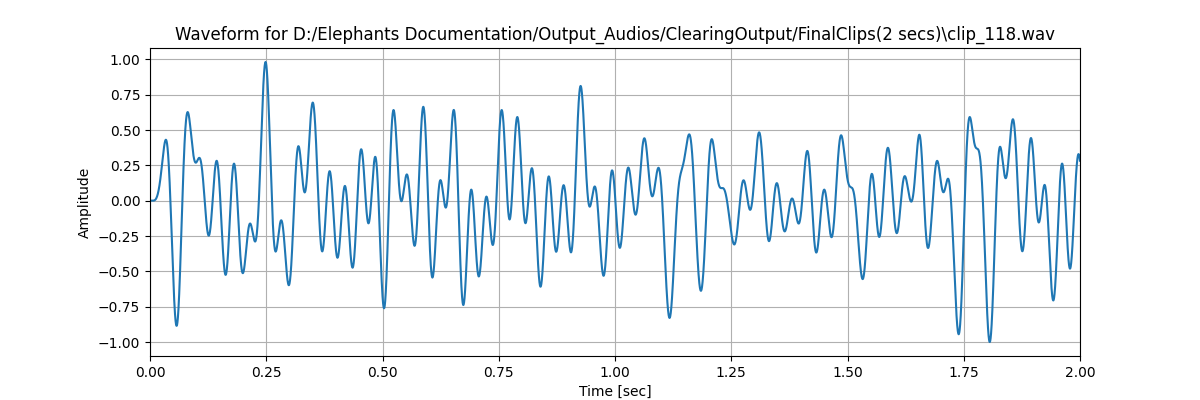 Waveform for D:/Elephants Documentation/Output_Audios/ClearingOutput/FinalClips(2 secs)\clip_118.wav
1.00
0.75
0.50
0.25
0.00
−0.25
−0.50
−0.75
−1.00
Amplitude
0.00 0.25 0.50 0.75 1.00 1.25 1.50 1.75 2.00
Time [sec]